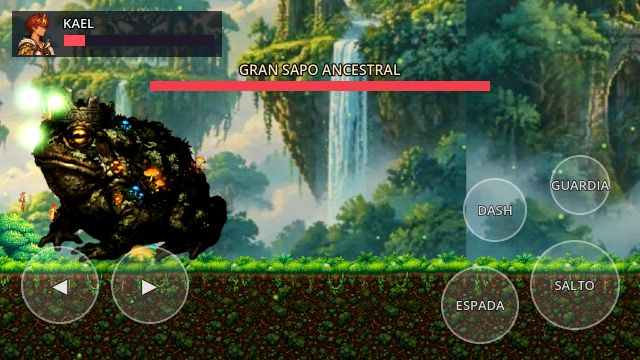 KAEL
GRAN SAPO ANCESTRAL
GUARDIA
DASH
SALTO
ESPADA